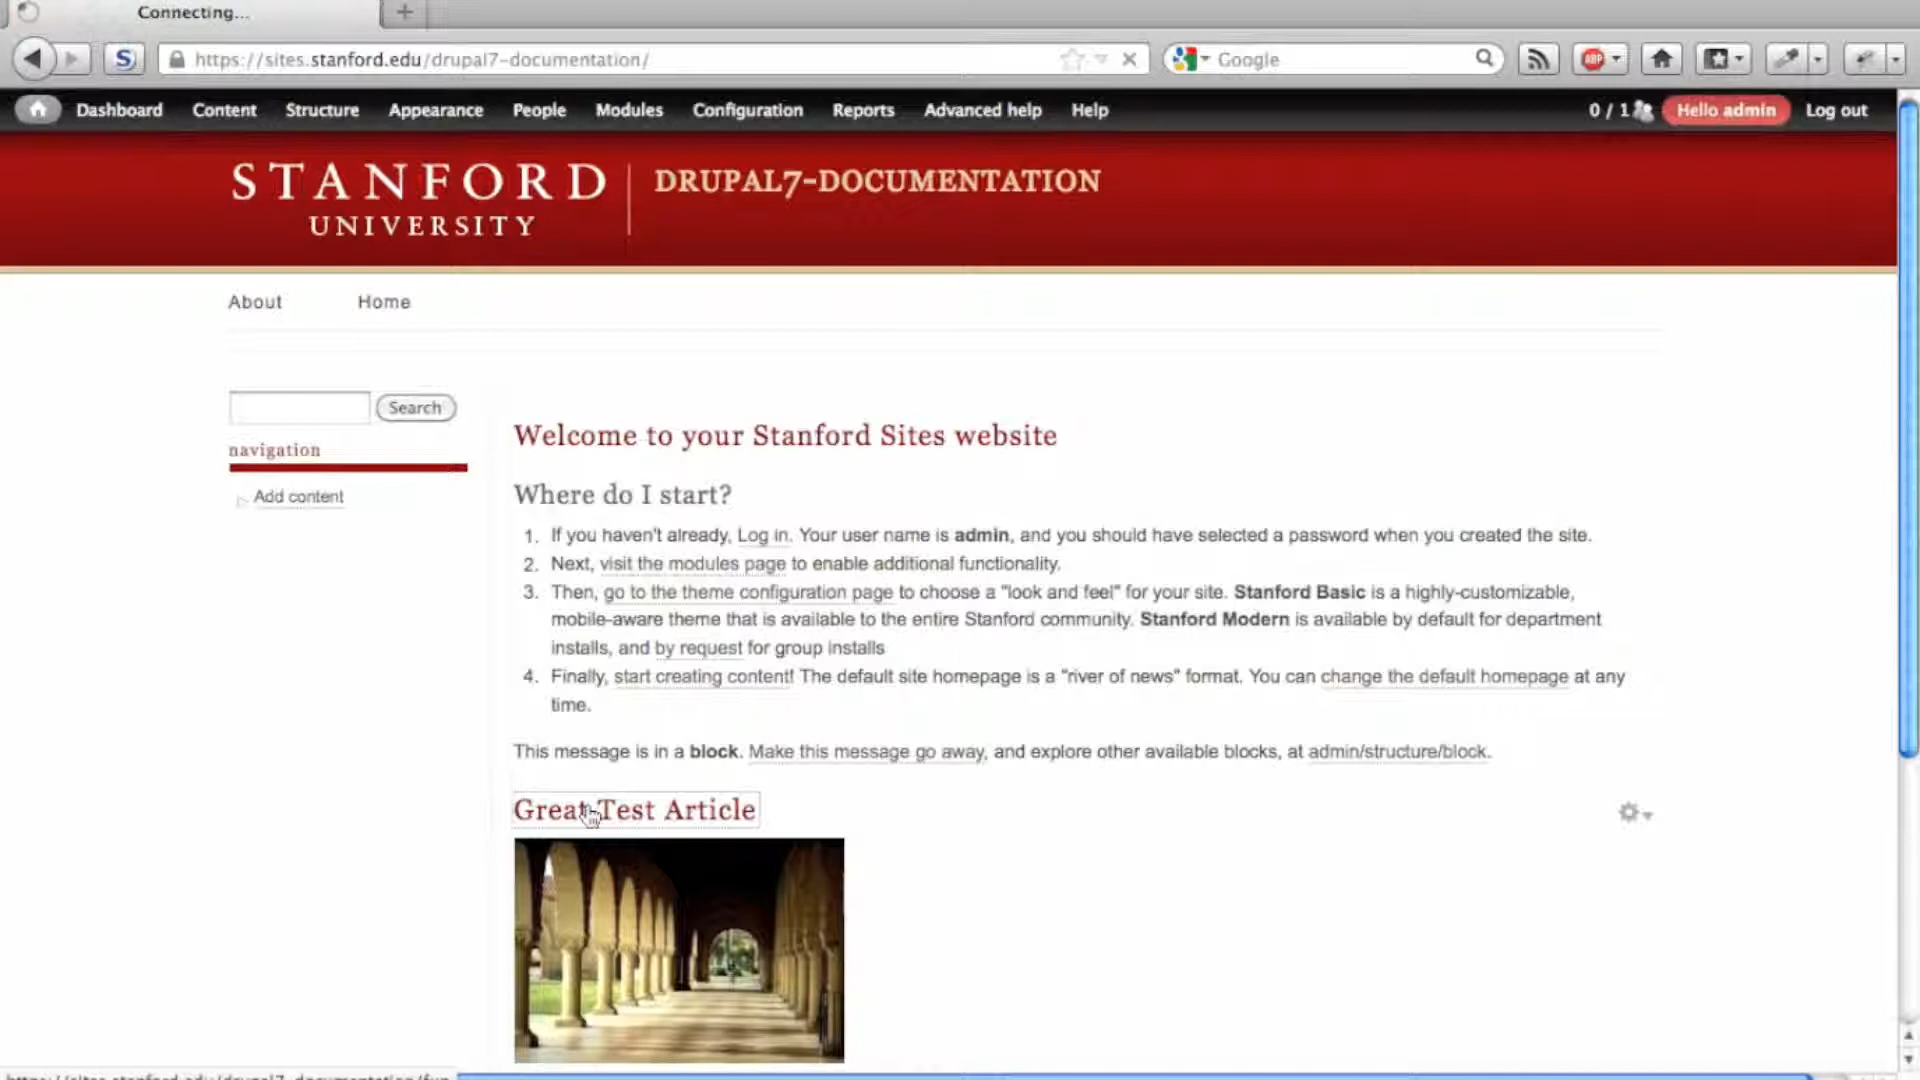 Connecting...
https://sites.stanford.edu/drupal7-documentation/
Google
ABP
Dashboard Content Structure Appearance People Modules Configuration Reports Advanced help Help 0 / 1 Hello admin Log out
STANFORD
UNIVERSITY
DRUPAL7-DOCUMENTATION
About Home
Search
navigation
Add content
Welcome to your Stanford Sites website
Where do I start?
1. If you haven't already, Log in. Your user name is admin, and you should have selected a password when you created the site.
2. Next, visit the modules page to enable additional functionality.
3. Then, go to the theme configuration page to choose a "look and feel" for your site. Stanford Basic is a highly-customizable,
mobile-aware theme that is available to the entire Stanford community. Stanford Modern is available by default for department
installs, and by request for group installs
4. Finally, start creating content! The default site homepage is a "river of news" format. You can change the default homepage at any
time.
This message is in a block. Make this message go away, and explore other available blocks, at admin/structure/block.
Great Test Article